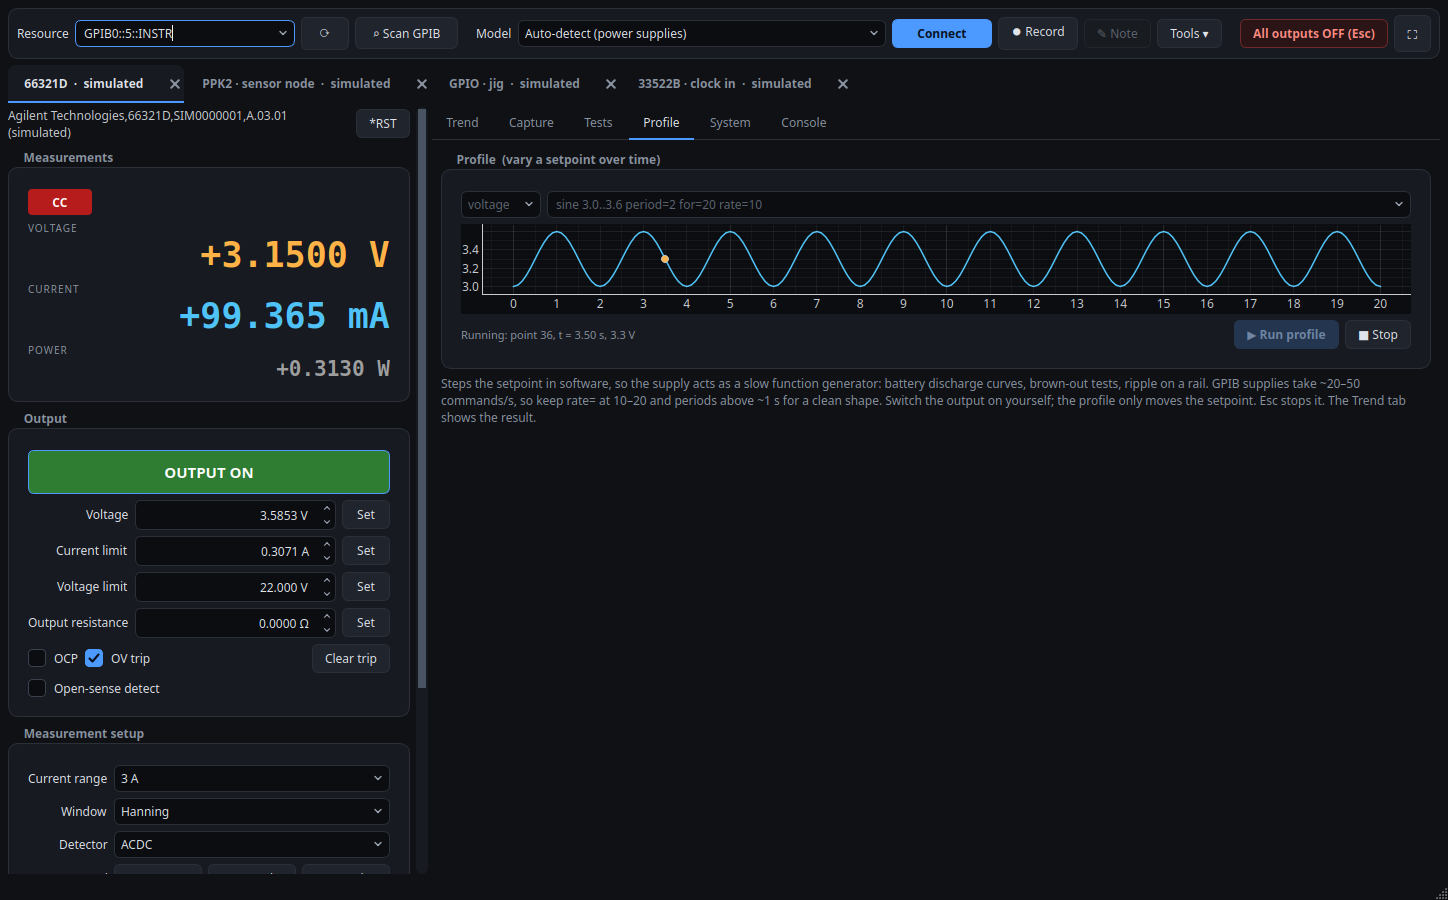 Resource GPIB0::5::INSTR ⟳ ⌕ Scan GPIB Model Auto-detect (power supplies) Connect ● Record ✎ Note Tools ▾ All outputs OFF (Esc) ⛶
66321D · simulated ✕ PPK2 · sensor node · simulated ✕ GPIO · jig · simulated ✕ 33522B · clock in · simulated ✕
Agilent Technologies,66321D,SIM0000001,A.03.01
(simulated)
*RST
Measurements
CC
VOLTAGE
+3.1500 V
CURRENT
+99.365 mA
POWER
+0.3130 W
Output
OUTPUT ON
Voltage 3.5853 V Set
Current limit 0.3071 A Set
Voltage limit 22.000 V Set
Output resistance 0.0000 Ω Set
OCP OV trip Clear trip
Open-sense detect
Measurement setup
Current range 3 A
Window Hanning
Detector ACDC
Trend Capture Tests Profile System Console
Profile (vary a setpoint over time)
voltage sine 3.0..3.6 period=2 for=20 rate=10
3.4
3.2
3.0
0 1 2 3 4 5 6 7 8 9 10 11 12 13 14 15 16 17 18 19 20
Running: point 36, t = 3.50 s, 3.3 V ▶ Run profile ■ Stop
Steps the setpoint in software, so the supply acts as a slow function generator: battery discharge curves, brown-out tests, ripple on a rail. GPIB supplies take ~20–50
commands/s, so keep rate= at 10–20 and periods above ~1 s for a clean shape. Switch the output on yourself; the profile only moves the setpoint. Esc stops it. The Trend tab
shows the result.